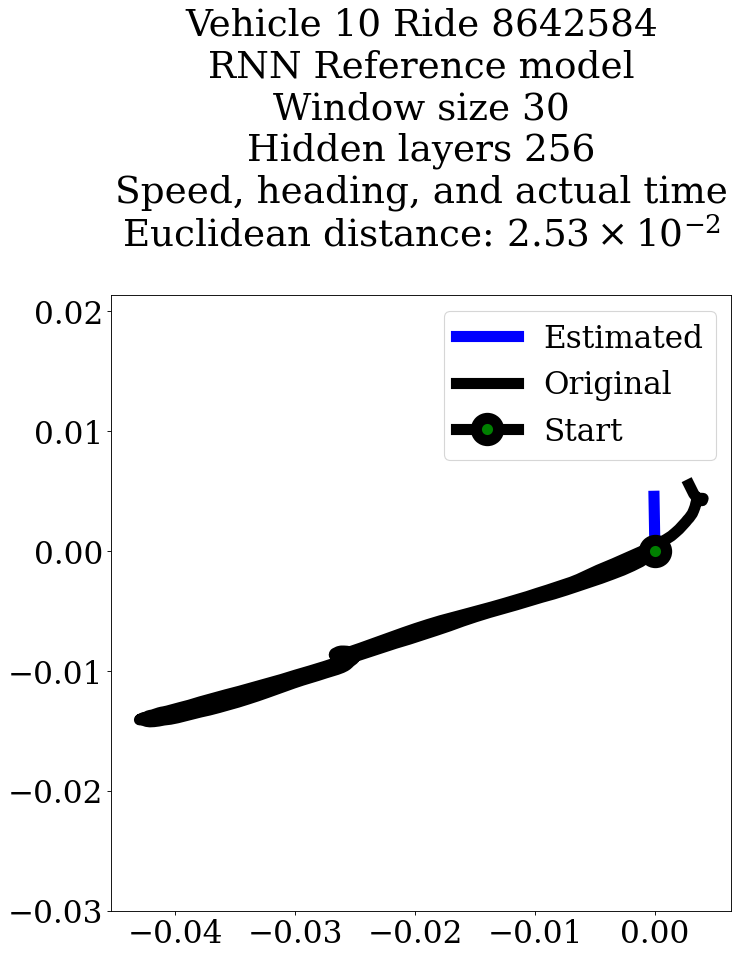 Vehicle 10 Ride 8642584
RNN Reference model
Window size 30
Hidden layers 256
Speed, heading, and actual time
Euclidean distance: 2.53 × 10⁻²
Estimated
Original
Start
0.02
0.01
0.00
−0.01
−0.02
−0.03
−0.04 −0.03 −0.02 −0.01 0.00